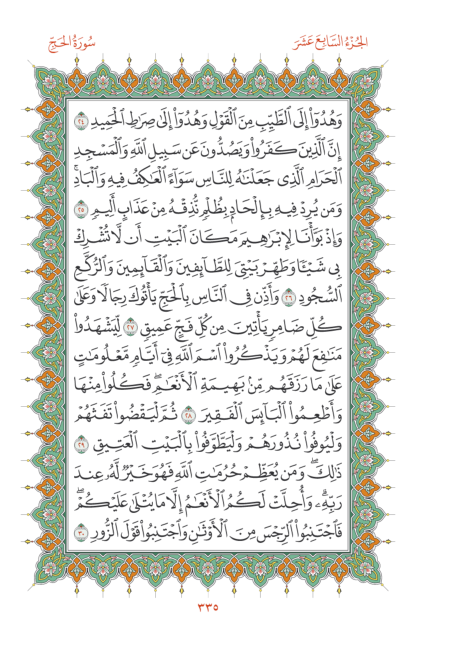 الجُزْءُ السَّابِعَ عَشَرَ
سُورَةُ الحَجِّ
وَهُدُوٓا۟ إِلَى ٱلطَّيِّبِ مِنَ ٱلْقَوْلِ وَهُدُوٓا۟ إِلَىٰ صِرَٰطِ ٱلْحَمِيدِ ٢٤
إِنَّ ٱلَّذِينَ كَفَرُوا۟ وَيَصُدُّونَ عَن سَبِيلِ ٱللَّهِ وَٱلْمَسْجِدِ
ٱلْحَرَامِ ٱلَّذِى جَعَلْنَٰهُ لِلنَّاسِ سَوَآءً ٱلْعَٰكِفُ فِيهِ وَٱلْبَادِ ۚ
وَمَن يُرِدْ فِيهِ بِإِلْحَادٍۭ بِظُلْمٍ نُّذِقْهُ مِنْ عَذَابٍ أَلِيمٍ ٢٥
وَإِذْ بَوَّأْنَا لِإِبْرَٰهِيمَ مَكَانَ ٱلْبَيْتِ أَن لَّا تُشْرِكْ
بِى شَيْـًٔا وَطَهِّرْ بَيْتِىَ لِلطَّآئِفِينَ وَٱلْقَآئِمِينَ وَٱلرُّكَّعِ
ٱلسُّجُودِ ٢٦ وَأَذِّن فِى ٱلنَّاسِ بِٱلْحَجِّ يَأْتُوكَ رِجَالًا وَعَلَىٰ
كُلِّ ضَامِرٍ يَأْتِينَ مِن كُلِّ فَجٍّ عَمِيقٍ ٢٧ لِّيَشْهَدُوا۟
مَنَٰفِعَ لَهُمْ وَيَذْكُرُوا۟ ٱسْمَ ٱللَّهِ فِىٓ أَيَّامٍ مَّعْلُومَٰتٍ
عَلَىٰ مَا رَزَقَهُم مِّنۢ بَهِيمَةِ ٱلْأَنْعَٰمِ ۖ فَكُلُوا۟ مِنْهَا
وَأَطْعِمُوا۟ ٱلْبَآئِسَ ٱلْفَقِيرَ ٢٨ ثُمَّ لْيَقْضُوا۟ تَفَثَهُمْ
وَلْيُوفُوا۟ نُذُورَهُمْ وَلْيَطَّوَّفُوا۟ بِٱلْبَيْتِ ٱلْعَتِيقِ ٢٩
ذَٰلِكَ ۖ وَمَن يُعَظِّمْ حُرُمَٰتِ ٱللَّهِ فَهُوَ خَيْرٌ لَّهُۥ عِندَ
رَبِّهِۦ ۗ وَأُحِلَّتْ لَكُمُ ٱلْأَنْعَٰمُ إِلَّا مَا يُتْلَىٰ عَلَيْكُمْ ۖ
فَٱجْتَنِبُوا۟ ٱلرِّجْسَ مِنَ ٱلْأَوْثَٰنِ وَٱجْتَنِبُوا۟ قَوْلَ ٱلزُّورِ ٣٠
٣٣٥